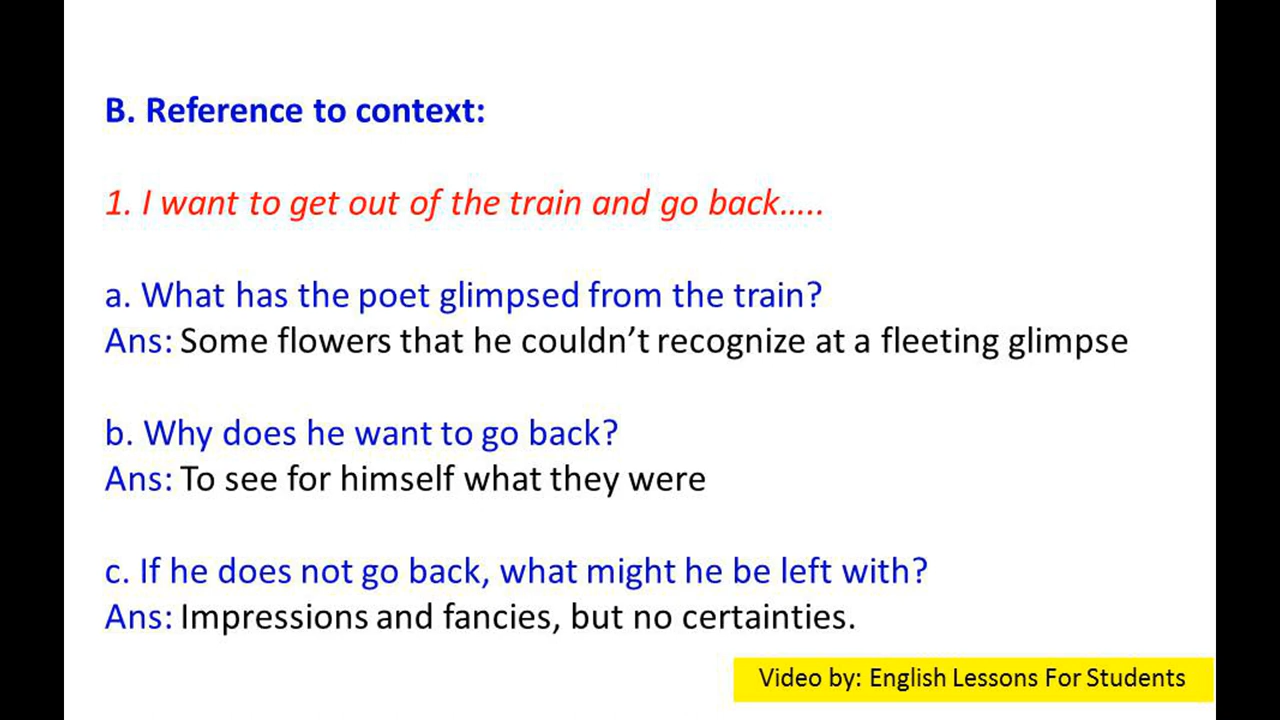 B. Reference to context:
1. I want to get out of the train and go back…..
a. What has the poet glimpsed from the train?
Ans: Some flowers that he couldn’t recognize at a fleeting glimpse
b. Why does he want to go back?
Ans: To see for himself what they were
c. If he does not go back, what might he be left with?
Ans: Impressions and fancies, but no certainties.
Video by: English Lessons For Students